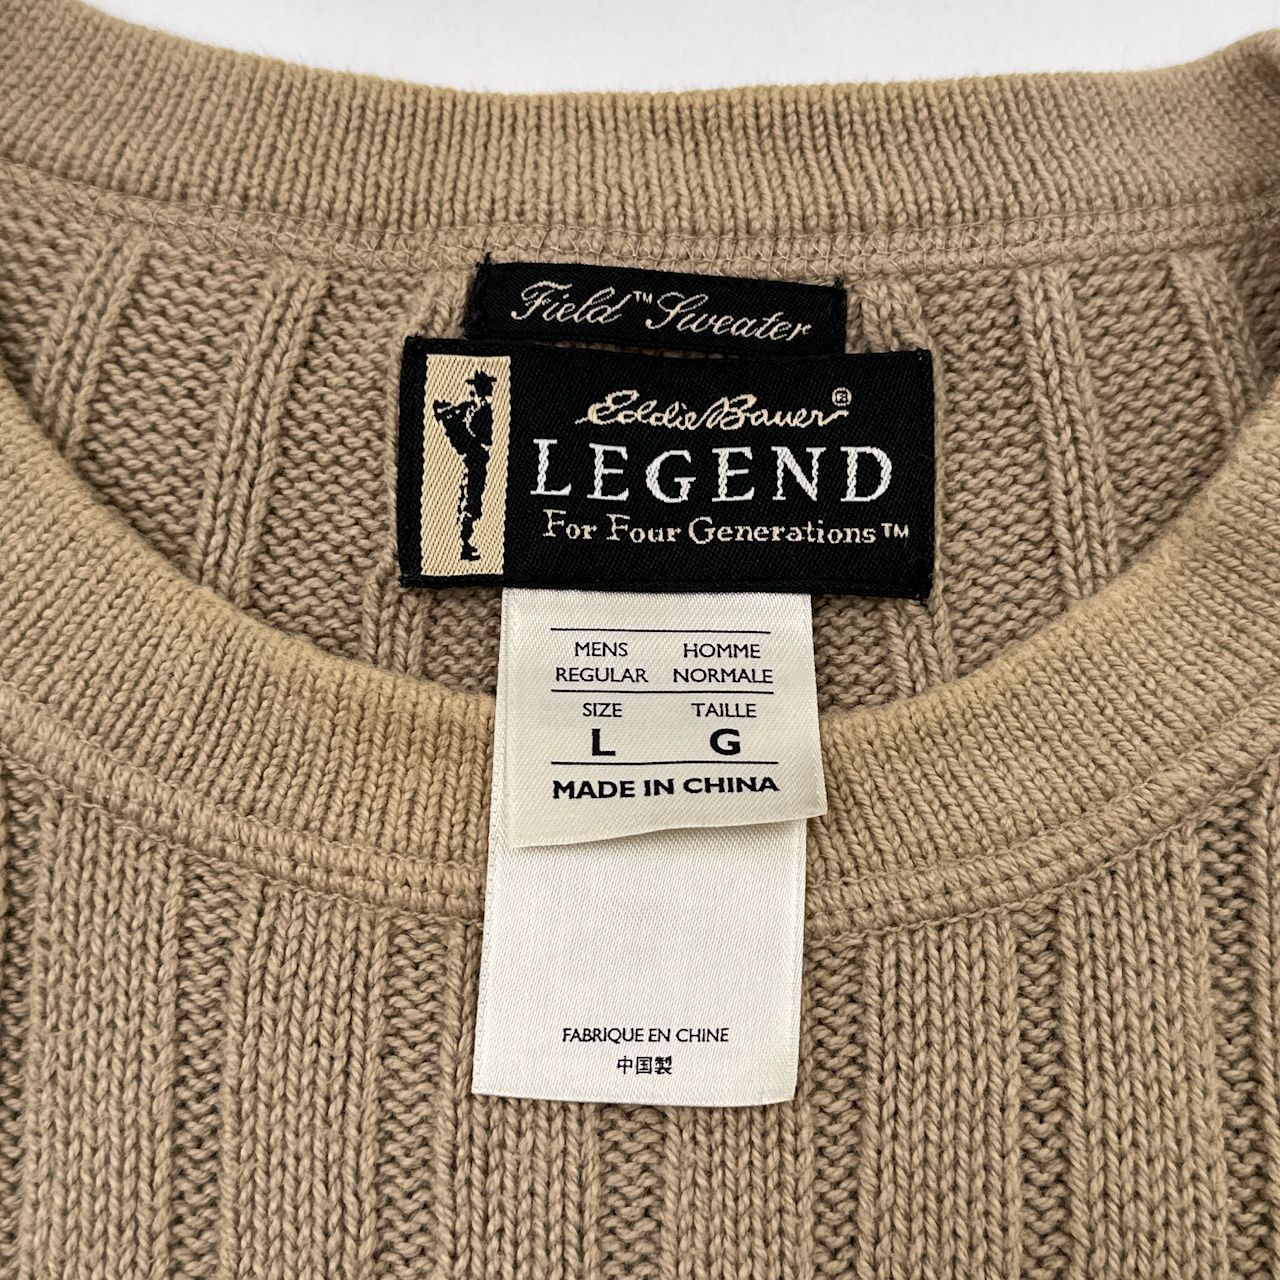 Field™ Sweater
Eddie Bauer®
LEGEND
For Four Generations™
MENS HOMME
REGULAR NORMALE
SIZE TAILLE
L G
MADE IN CHINA
FABRIQUE EN CHINE
中国製